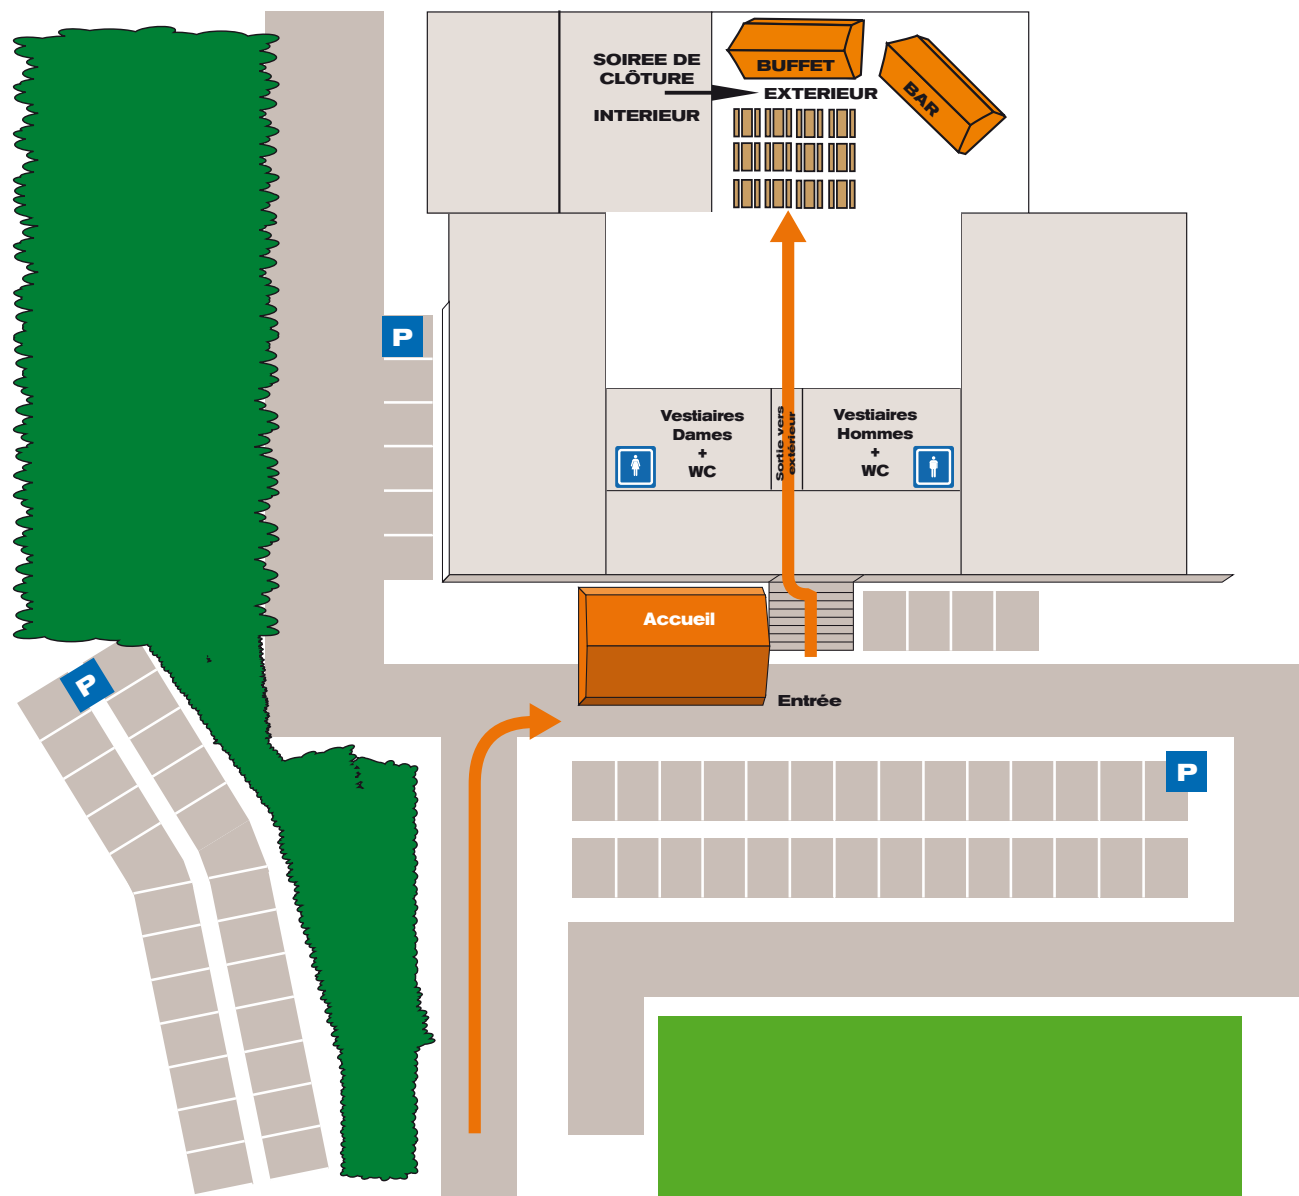 SOIREE DE
CLÔTURE
INTERIEUR
BUFFET
EXTERIEUR
BAR
P
Vestiaires
Dames
+
WC
Sortie vers
extérieur
Vestiaires
Hommes
+
WC
Accueil
Entrée
P
P